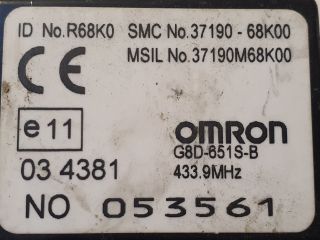 ID No.R68K0 SMC No.37190 - 68K00
MSIL No.37190M68K00
CE
e11
OMRON
G8D-651S-B
03 4381
433.9MHz
NO 053561